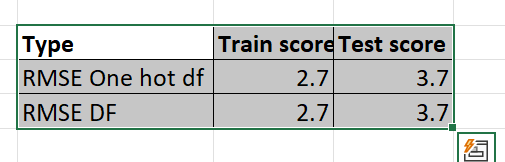 Type Train score Test score
RMSE One hot df 2.7 3.7
RMSE DF 2.7 3.7